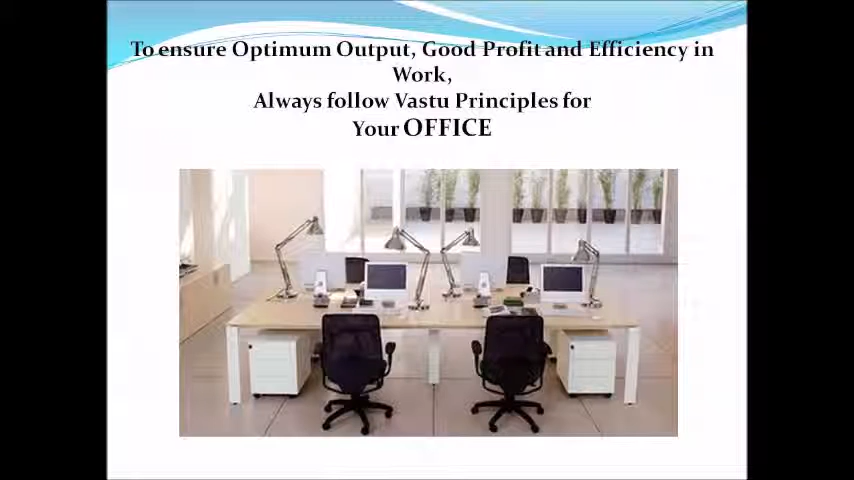 To ensure Optimum Output, Good Profit and Efficiency in
Work,
Always follow Vastu Principles for
Your OFFICE